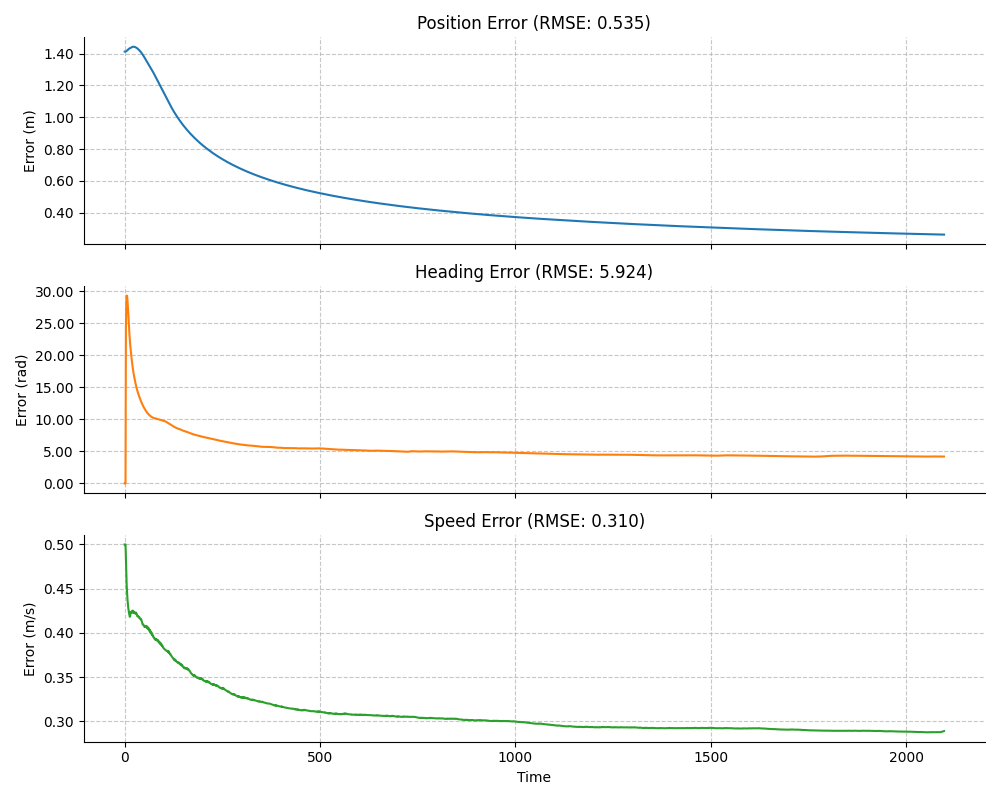 Position Error (RMSE: 0.535)
1.40
1.20
1.00
0.80
0.60
0.40
Error (m)
Heading Error (RMSE: 5.924)
30.00
25.00
20.00
15.00
10.00
5.00
0.00
Error (rad)
Speed Error (RMSE: 0.310)
0.50
0.45
0.40
0.35
0.30
Error (m/s)
0 500 1000 1500 2000
Time